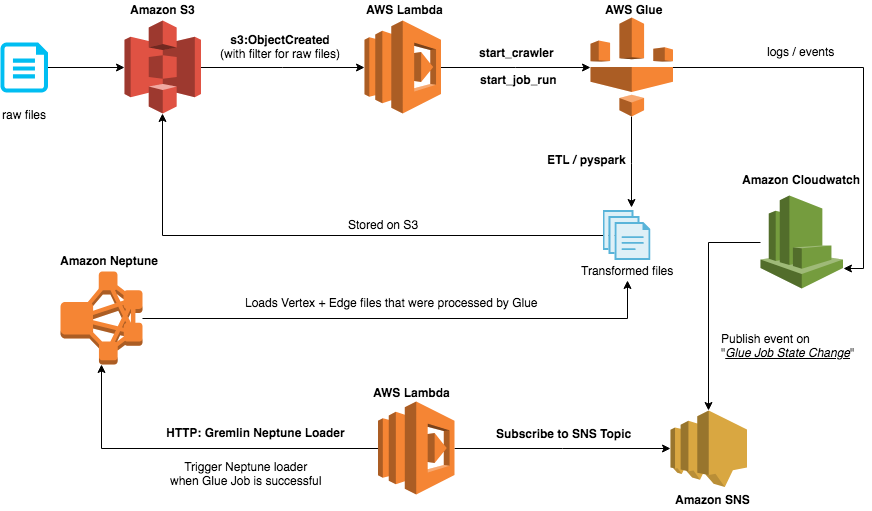 Amazon S3
AWS Lambda
AWS Glue
s3:ObjectCreated
(with filter for raw files)
start_crawler
start_job_run
logs / events
raw files
ETL / pyspark
Amazon Cloudwatch
Stored on S3
Transformed files
Amazon Neptune
Loads Vertex + Edge files that were processed by Glue
Publish event on
"Glue Job State Change"
AWS Lambda
HTTP: Gremlin Neptune Loader
Subscribe to SNS Topic
Trigger Neptune loader
when Glue Job is successful
Amazon SNS